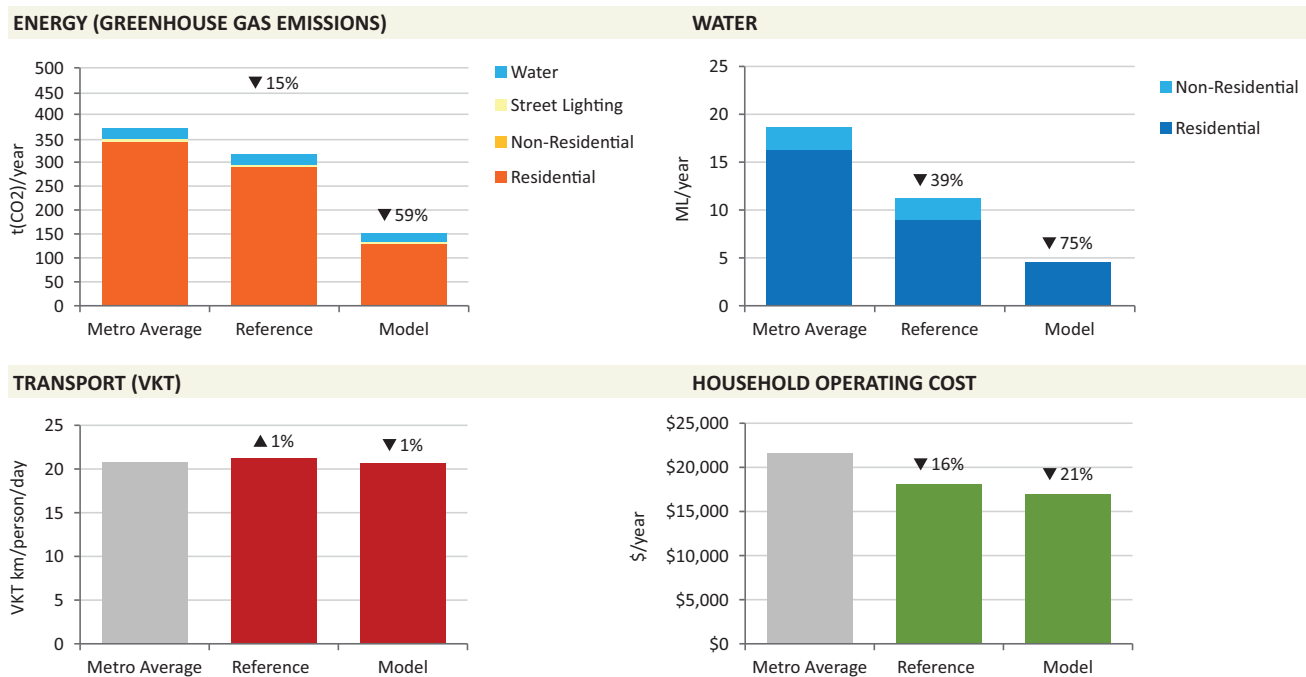 ENERGY (GREENHOUSE GAS EMISSIONS)
t(CO2)/year
500
450
400
350
300
250
200
150
100
50
0
▼ 15%
▼ 59%
Metro Average
Reference
Model
Water
Street Lighting
Non-Residential
Residential
WATER
ML/year
25
20
15
10
5
0
▼ 39%
▼ 75%
Metro Average
Reference
Model
Non-Residential
Residential
TRANSPORT (VKT)
VKT km/person/day
25
20
15
10
5
0
▲ 1%
▼ 1%
Metro Average
Reference
Model
HOUSEHOLD OPERATING COST
$/year
$25,000
$20,000
$15,000
$10,000
$5,000
$0
▼ 16%
▼ 21%
Metro Average
Reference
Model